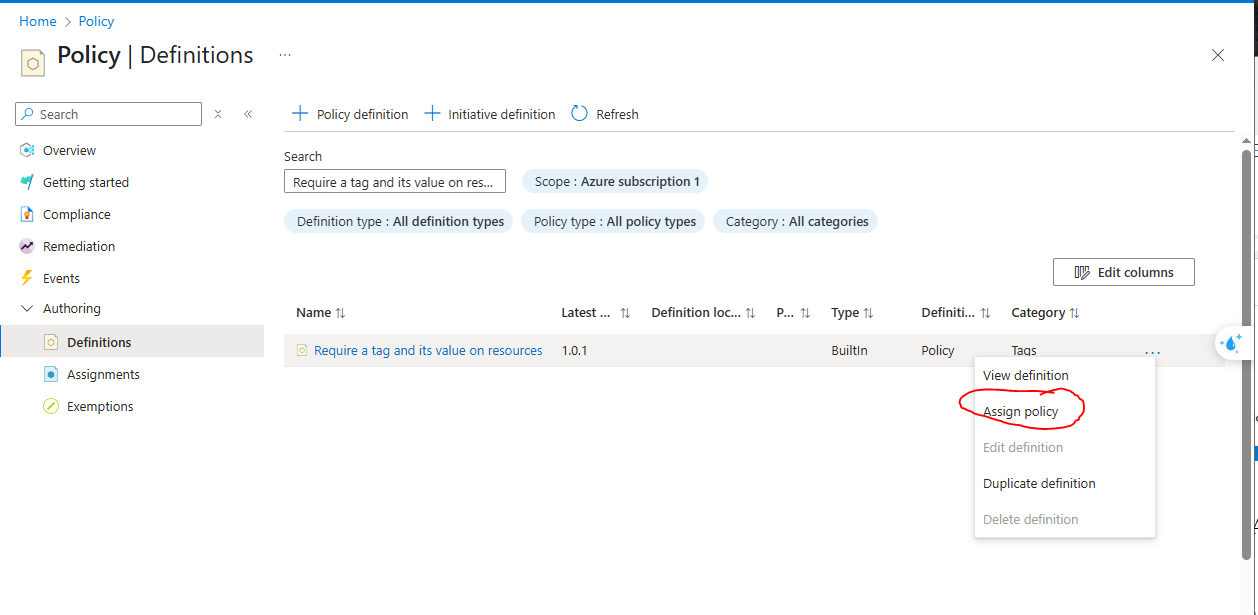 Home > Policy
Policy | Definitions ...
Search
Overview
Getting started
Compliance
Remediation
Events
Authoring
Definitions
Assignments
Exemptions
+ Policy definition + Initiative definition Refresh
Search
Require a tag and its value on res... Scope : Azure subscription 1
Definition type : All definition types Policy type : All policy types Category : All categories
Edit columns
Name Latest ... Definition loc... P... Type Definiti... Category
Require a tag and its value on resources 1.0.1 BuiltIn Policy Tags ...
View definition
Assign policy
Edit definition
Duplicate definition
Delete definition